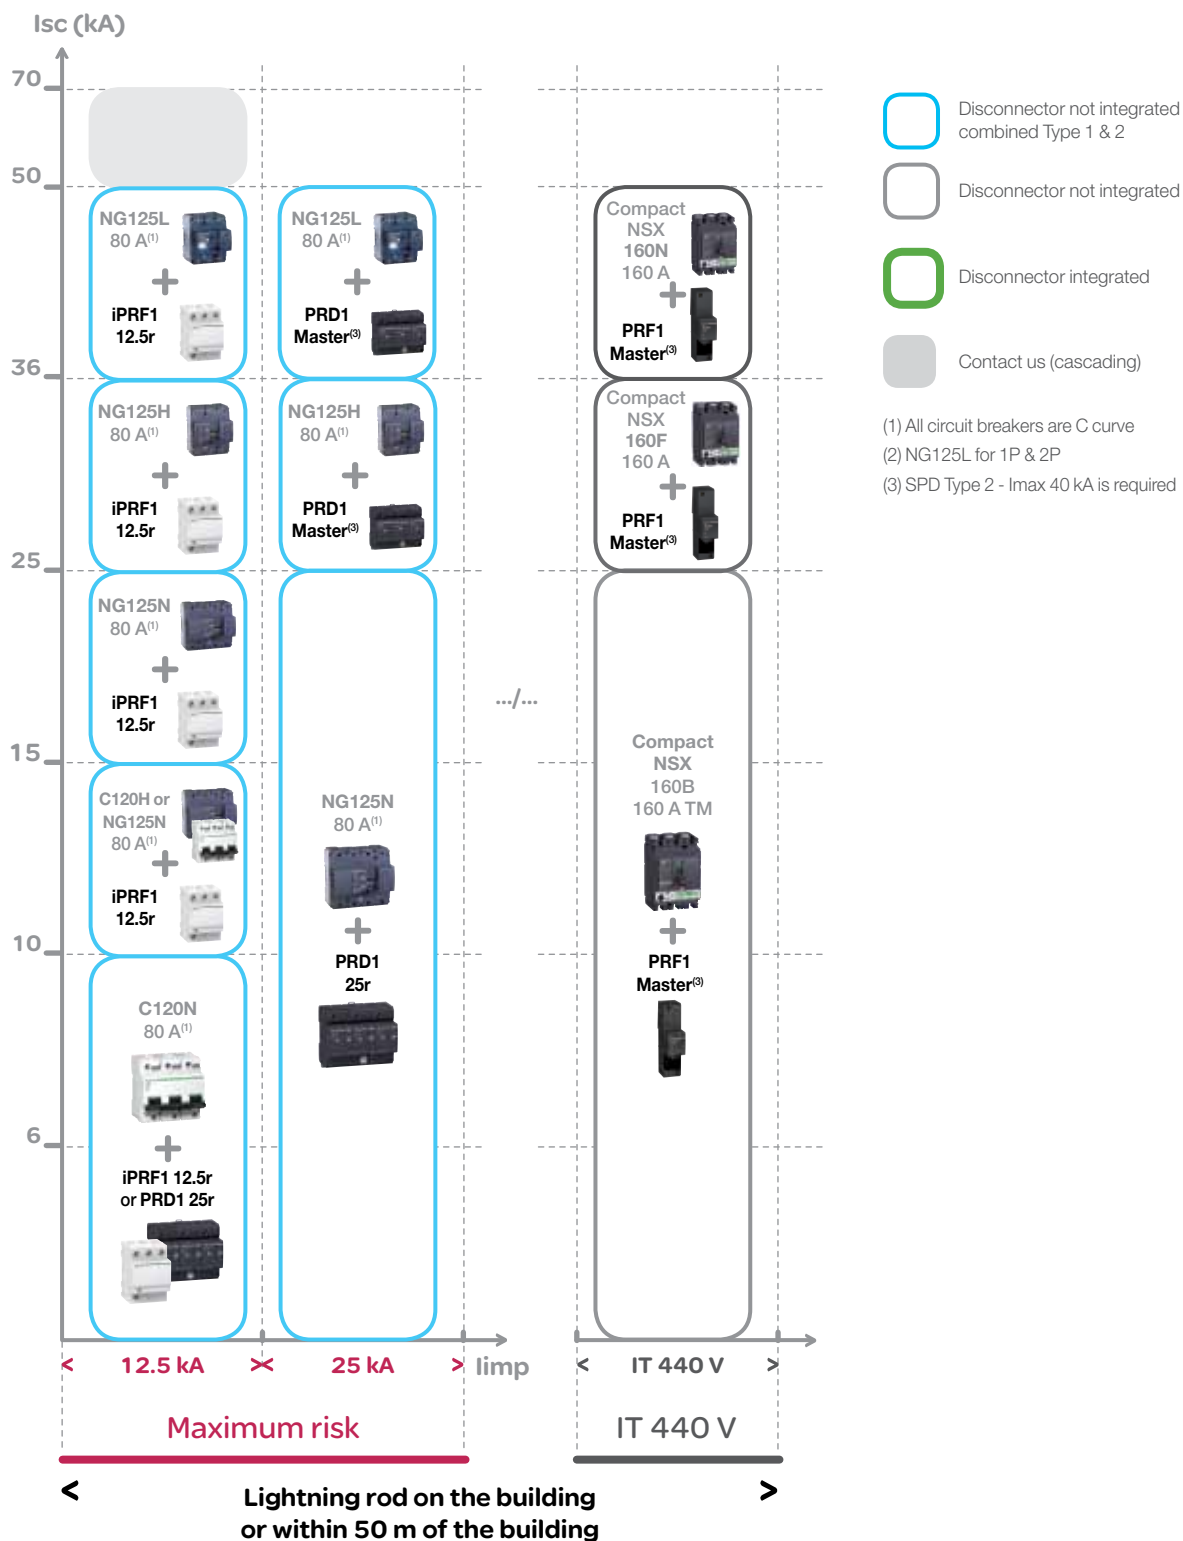 Isc (kA)
70
50
36
25
15
10
6
NG125L
80 A(1)
iPRF1
12.5r
NG125L
80 A(1)
PRD1
Master(3)
Compact
NSX
160N
160 A
PRF1
Master(3)
NG125H
80 A(1)
iPRF1
12.5r
NG125H
80 A(1)
PRD1
Master(3)
Compact
NSX
160F
160 A
PRF1
Master(3)
NG125N
80 A(1)
iPRF1
12.5r
.../...
C120H or
NG125N
80 A(1)
iPRF1
12.5r
NG125N
80 A(1)
PRD1
25r
Compact
NSX
160B
160 A TM
PRF1
Master(3)
C120N
80 A(1)
iPRF1 12.5r
or PRD1 25r
< 12.5 kA >< 25 kA > Iimp
< IT 440 V >
Maximum risk
IT 440 V
< Lightning rod on the building >
or within 50 m of the building
Disconnector not integrated
combined Type 1 & 2
Disconnector not integrated
Disconnector integrated
Contact us (cascading)
(1) All circuit breakers are C curve
(2) NG125L for 1P & 2P
(3) SPD Type 2 - Imax 40 kA is required